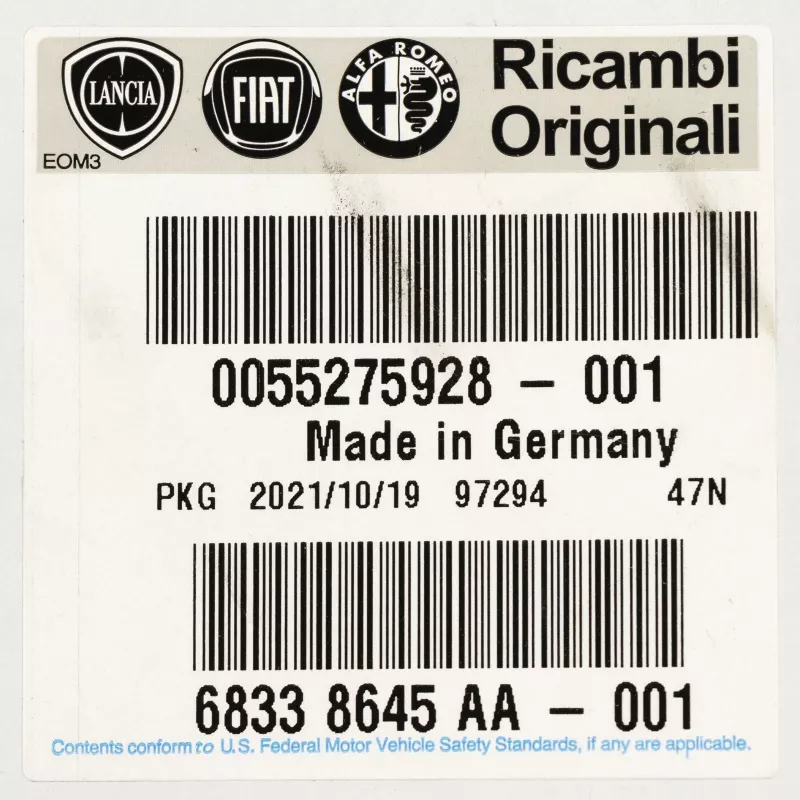 LANCIA
FIAT
ALFA ROMEO
Ricambi
Originali
EOM3
0055275928 – 001
Made in Germany
PKG 2021/10/19 97294 47N
6833 8645 AA – 001
Contents conform to U.S. Federal Motor Vehicle Safety Standards, if any are applicable.